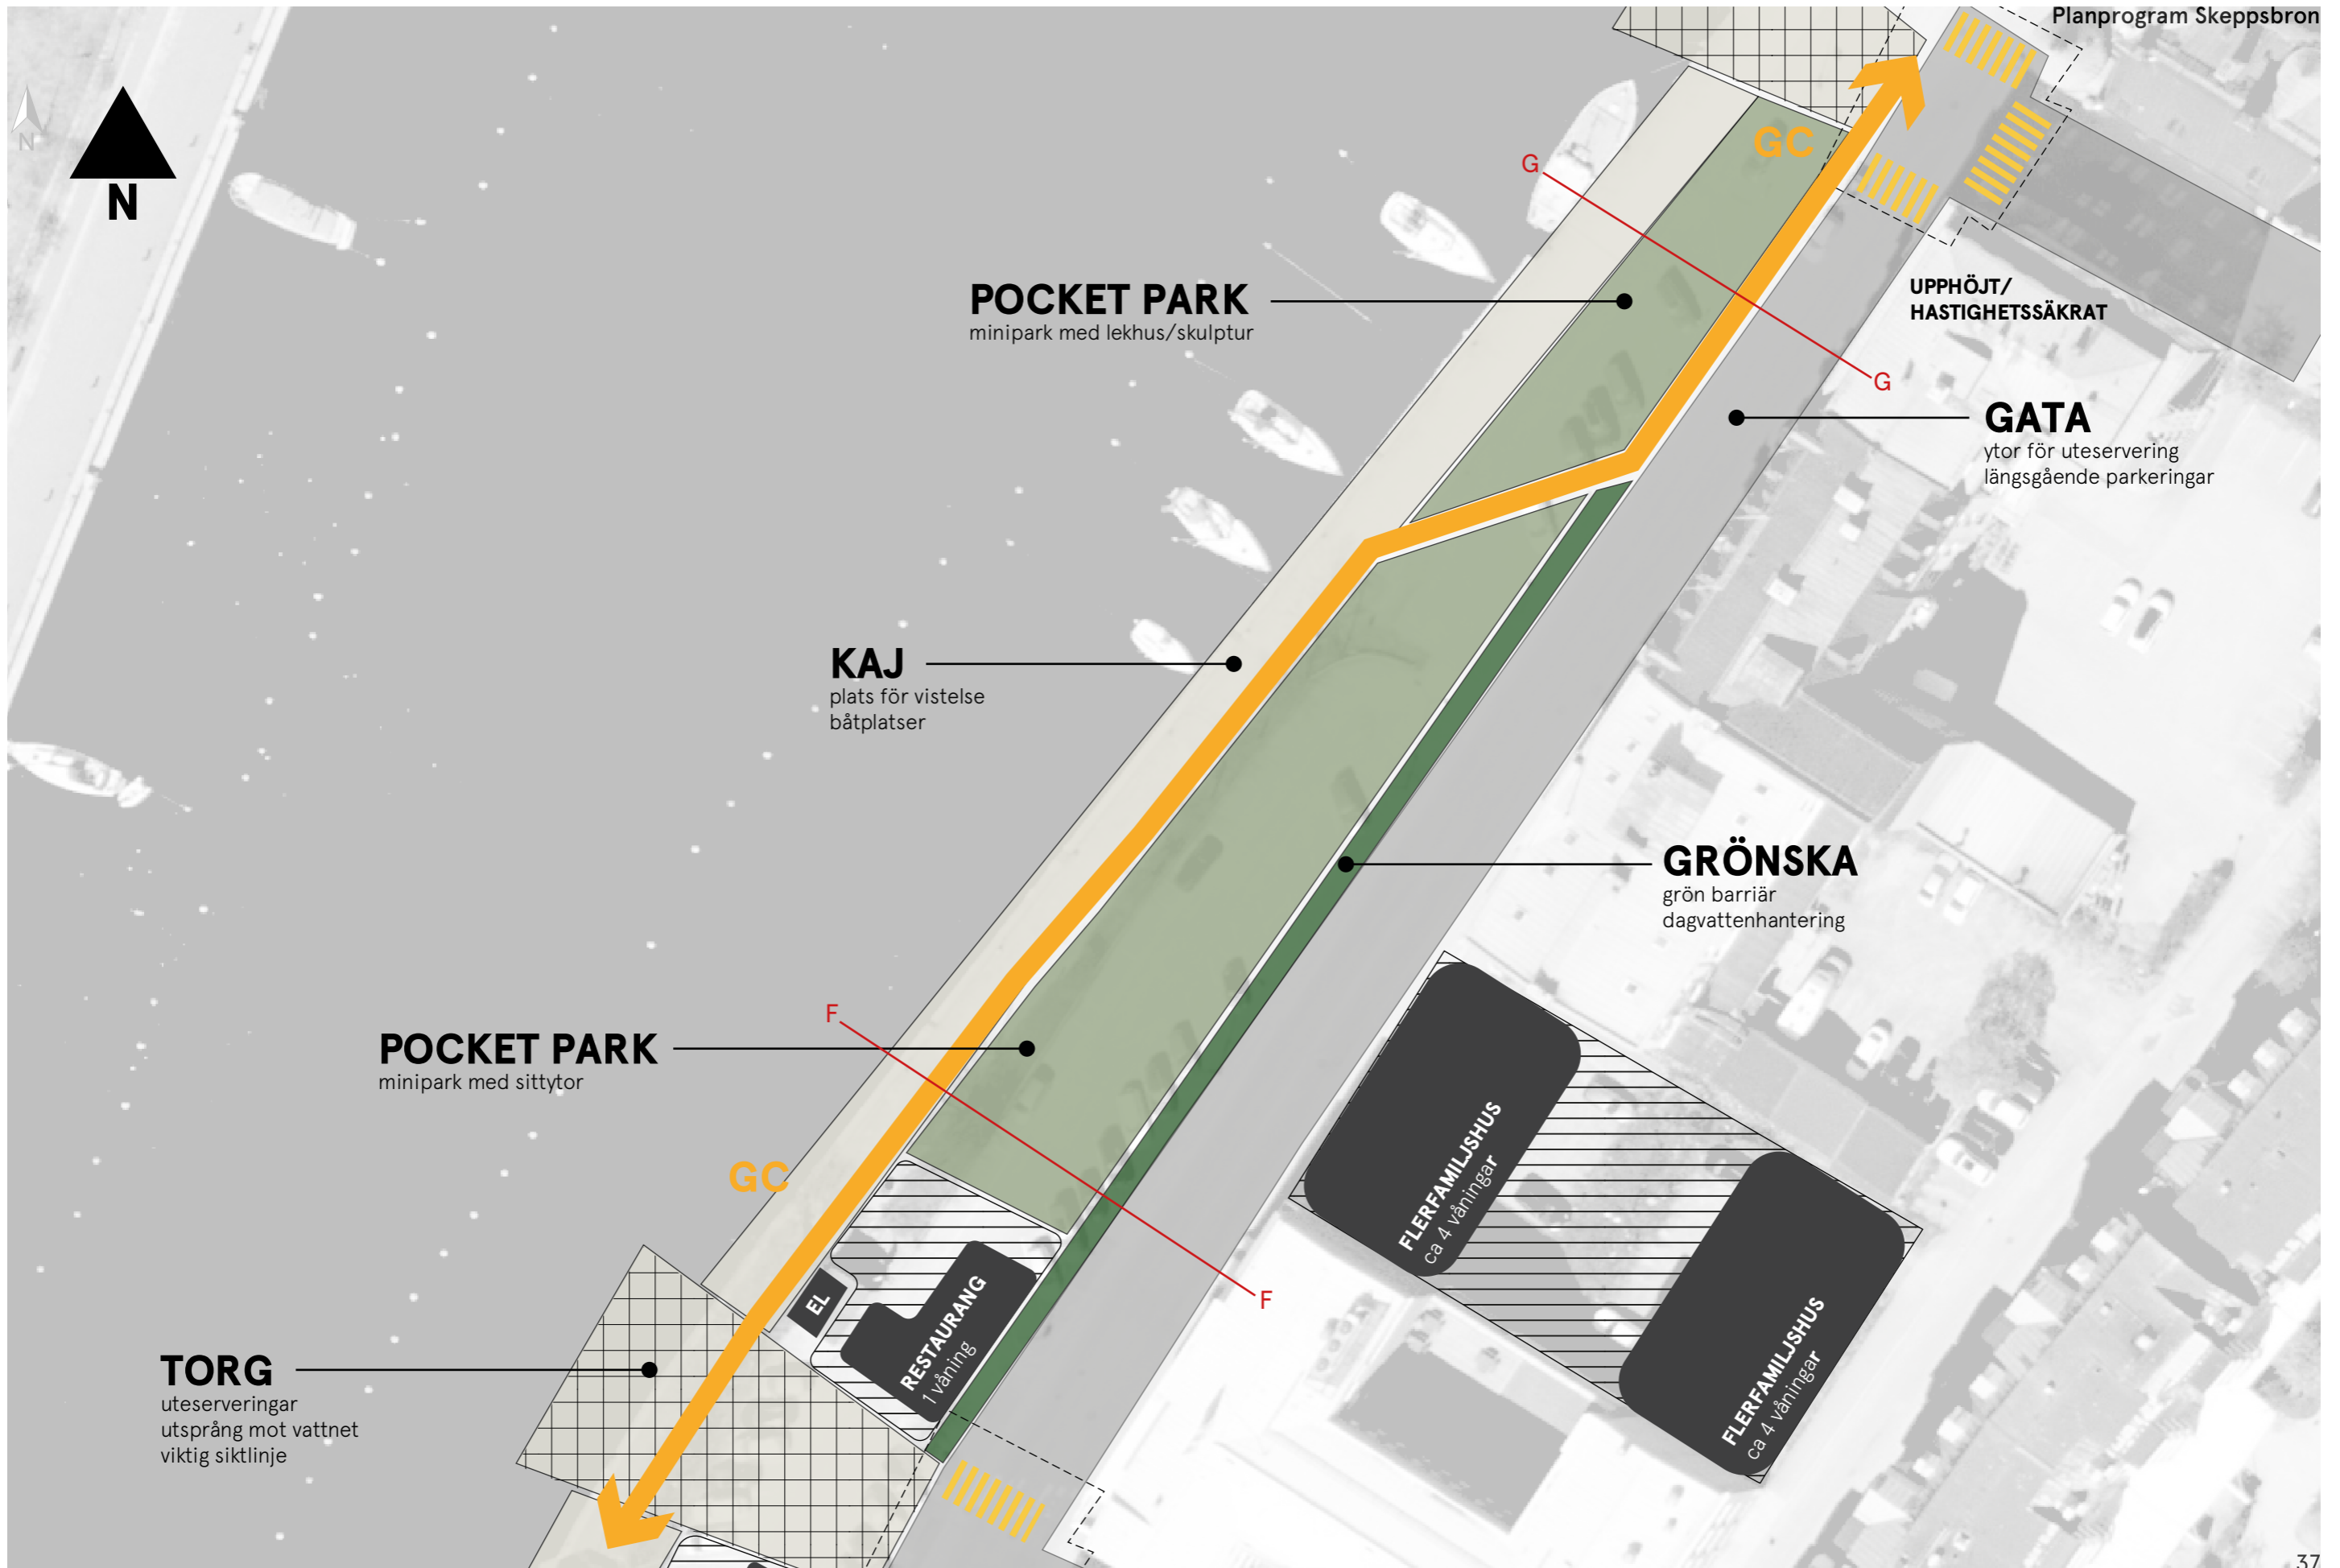 Planprogram Skeppsbron
N
N
GC
G
POCKET PARK
minipark med lekhus/skulptur
UPPHÖJT/
HASTIGHETSSÄKRAT
G
GATA
ytor för uteservering
längsgående parkeringar
KAJ
plats för vistelse
båtplatser
GRÖNSKA
grön barriär
dagvattenhantering
F
POCKET PARK
minipark med sittytor
GC
FLERFAMILJSHUS
ca 4 våningar
F
EL
RESTAURANG
1 våning
FLERFAMILJSHUS
ca 4 våningar
TORG
uteserveringar
utsprång mot vattnet
viktig siktlinje
37